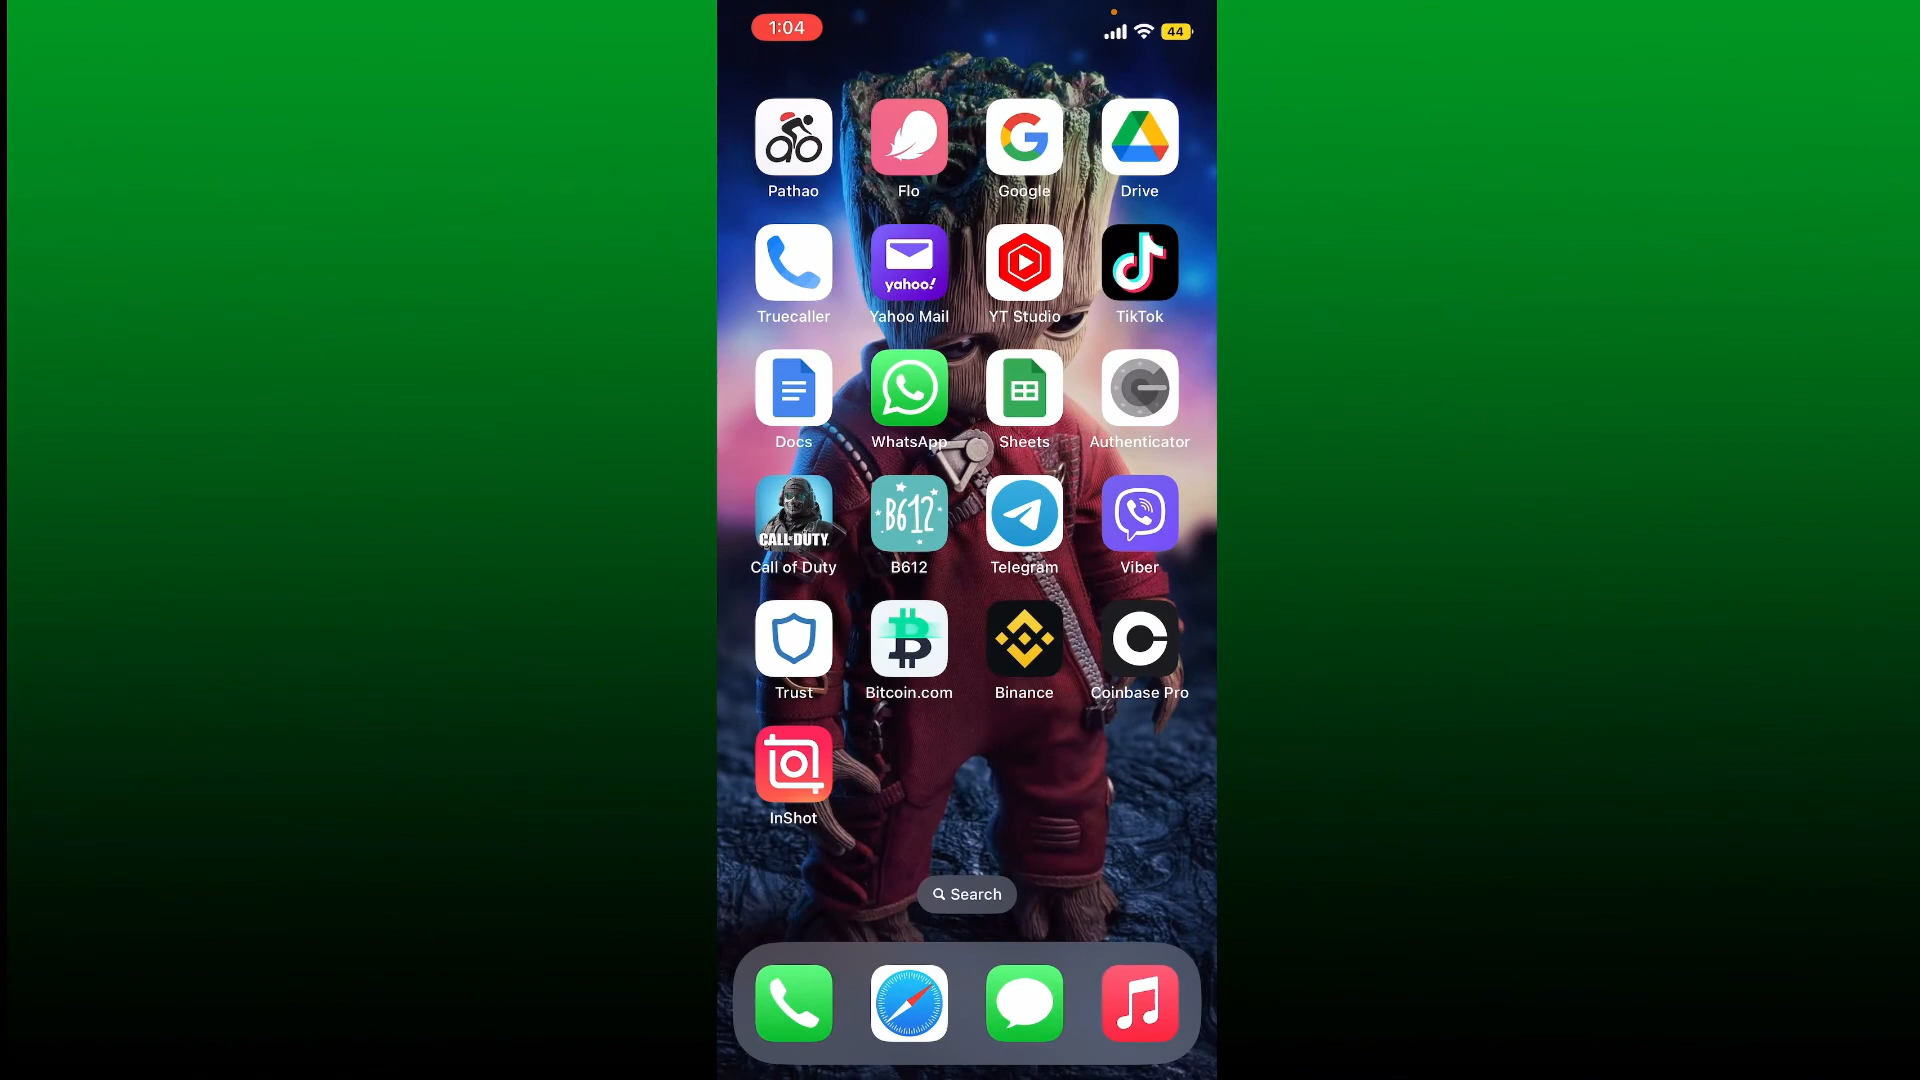 1:04
44
Pathao
Flo
Google
Drive
yahoo!
Truecaller
Yahoo Mail
YT Studio
TikTok
Docs
WhatsApp
Sheets
Authenticator
CALL OF DUTY
B612
Call of Duty
B612
Telegram
Viber
Trust
Bitcoin.com
Binance
Coinbase Pro
InShot
Search